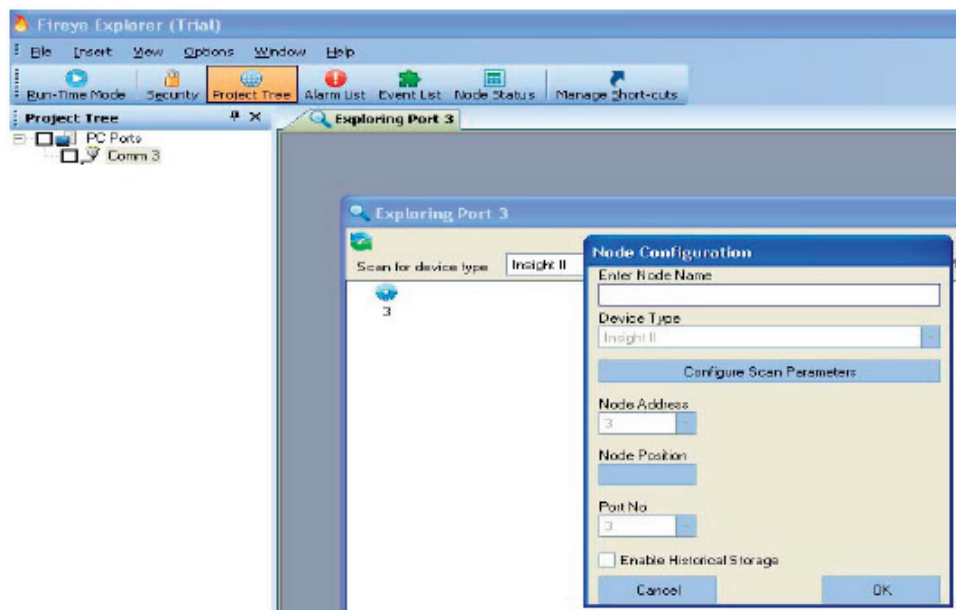 Fireye Explorer (Trial)
File Insert View Options Window Help
Run-Time Mode Security Project Tree Alarm List Event List Node Status Manage Short-cuts
Project Tree
Exploring Port 3
PC Ports
Comm 3
Exploring Port 3
Scan for device type Insight II
3
Node Configuration
Enter Node Name
Device Type
Insight II
Configure Scan Parameters
Node Address
3
Node Position
Port No
3
Enable Historical Storage
Cancel OK